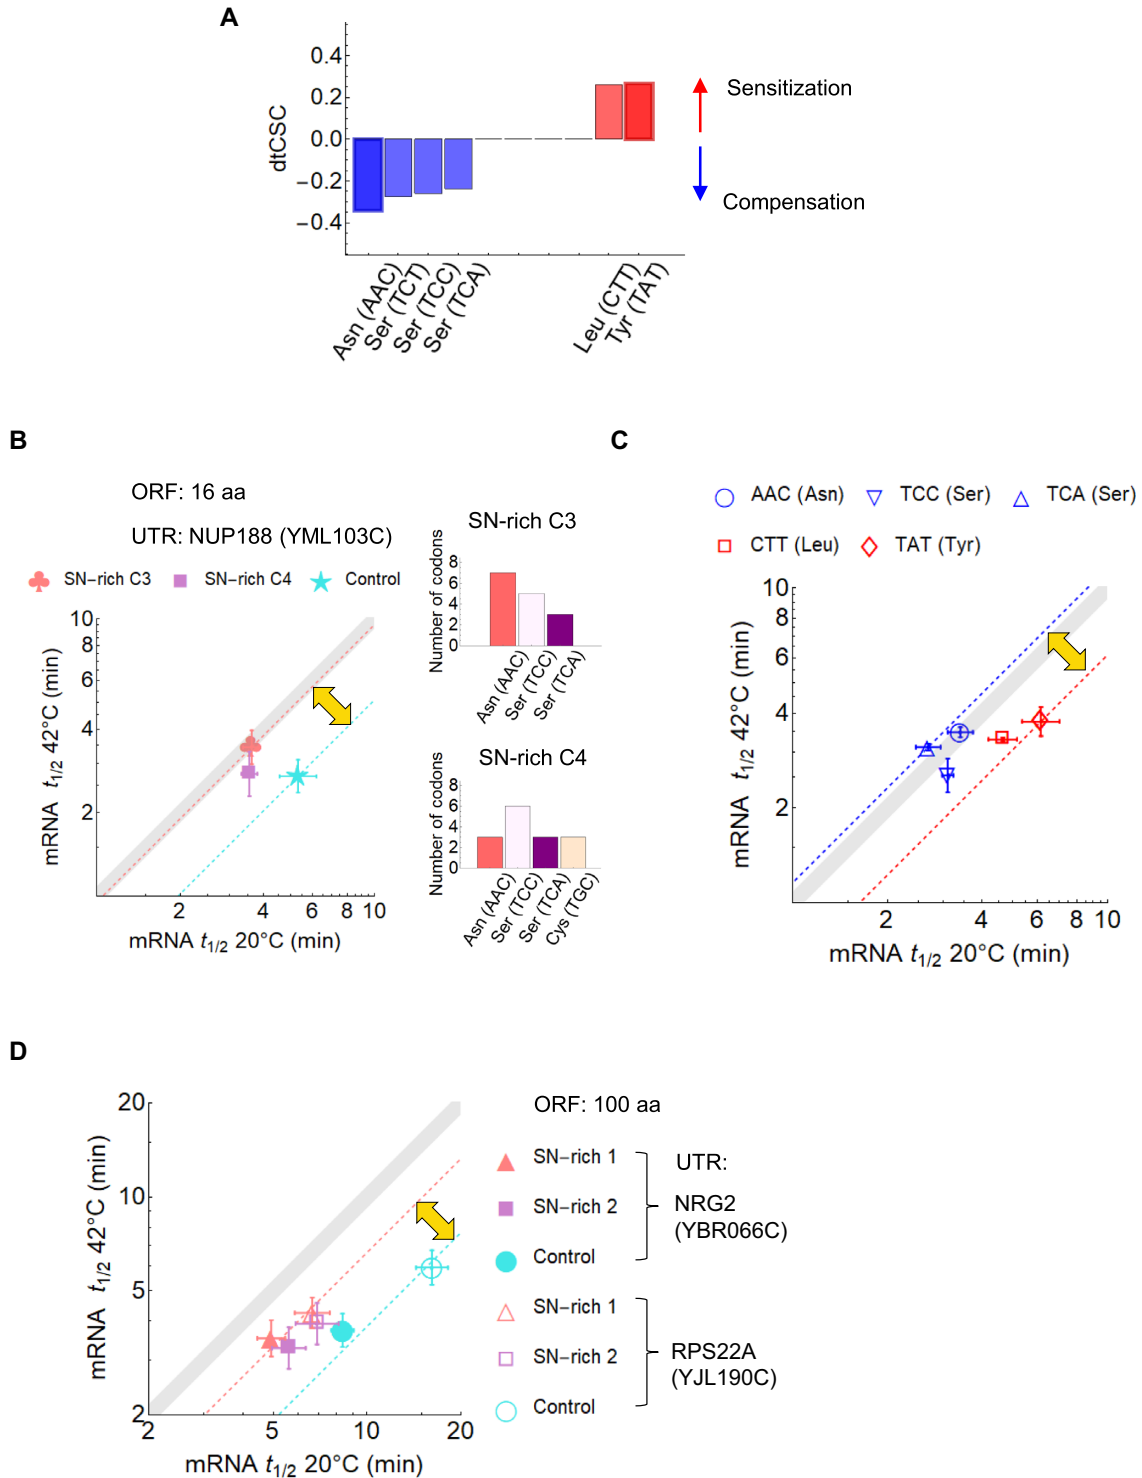 A
dtCSC
0.4
0.2
0.0
−0.2
−0.4
Sensitization
Compensation
Asn (AAC)
Ser (TCT)
Ser (TCC)
Ser (TCA)
Leu (CTT)
Tyr (TAT)
B
ORF: 16 aa
UTR: NUP188 (YML103C)
SN−rich C3
SN−rich C4
Control
mRNA t1/2 42°C (min)
10
8
6
4
2
2 4 6 8 10
mRNA t1/2 20°C (min)
SN-rich C3
Number of codons
8
6
4
2
0
Asn (AAC)
Ser (TCC)
Ser (TCA)
SN-rich C4
Number of codons
8
6
4
2
0
Asn (AAC)
Ser (TCC)
Ser (TCA)
Cys (TGC)
C
AAC (Asn)
TCC (Ser)
TCA (Ser)
CTT (Leu)
TAT (Tyr)
mRNA t1/2 42°C (min)
10
8
6
4
2
2 4 6 8 10
mRNA t1/2 20°C (min)
D
mRNA t1/2 42°C (min)
20
10
5
2
2 5 10 20
mRNA t1/2 20°C (min)
ORF: 100 aa
SN−rich 1
SN−rich 2
Control
UTR:
NRG2
(YBR066C)
SN−rich 1
SN−rich 2
Control
RPS22A
(YJL190C)